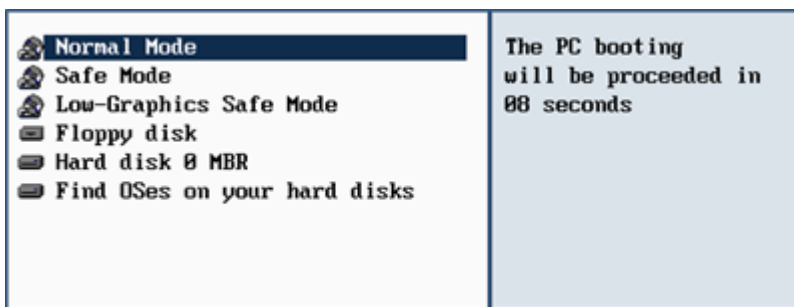 Normal Mode
Safe Mode
Low-Graphics Safe Mode
Floppy disk
Hard disk 0 MBR
Find OSes on your hard disks
The PC booting
will be proceeded in
08 seconds